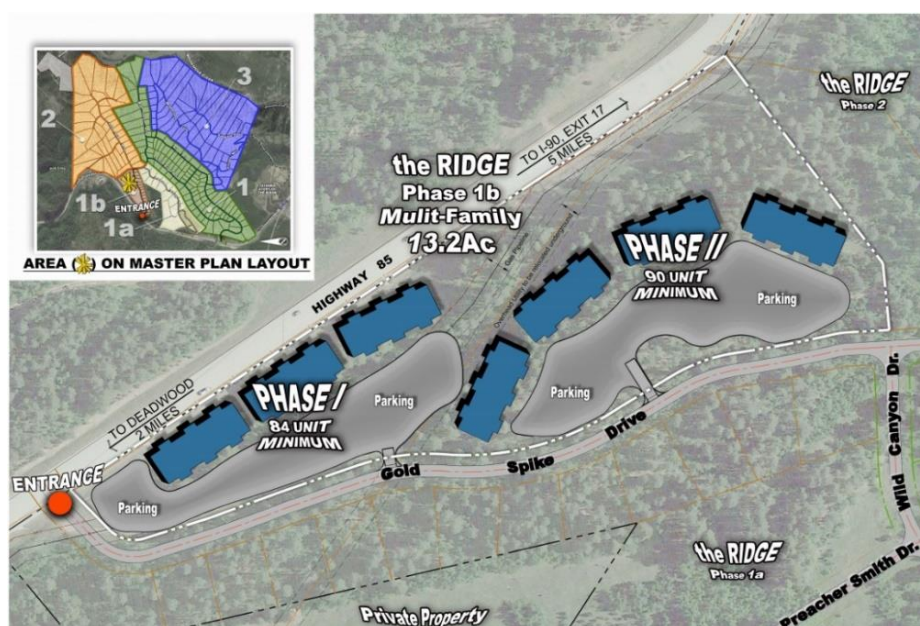 3
2
1
1b
ENTRANCE
1a
AREA ( ) ON MASTER PLAN LAYOUT
the RIDGE
Phase 2
TO I-90, EXIT 17
5 MILES
the RIDGE
Phase 1b
Mulit-Family
13.2Ac
HIGHWAY 85
PHASE II
90 UNIT
MINIMUM
Parking
Parking
TO DEADWOOD
2 MILES
PHASE I
84 UNIT
MINIMUM
Parking
Parking
ENTRANCE
Gold Spike Drive
Wild Canyon Dr.
the RIDGE
Phase 1a
Preacher Smith Dr.
Private Property